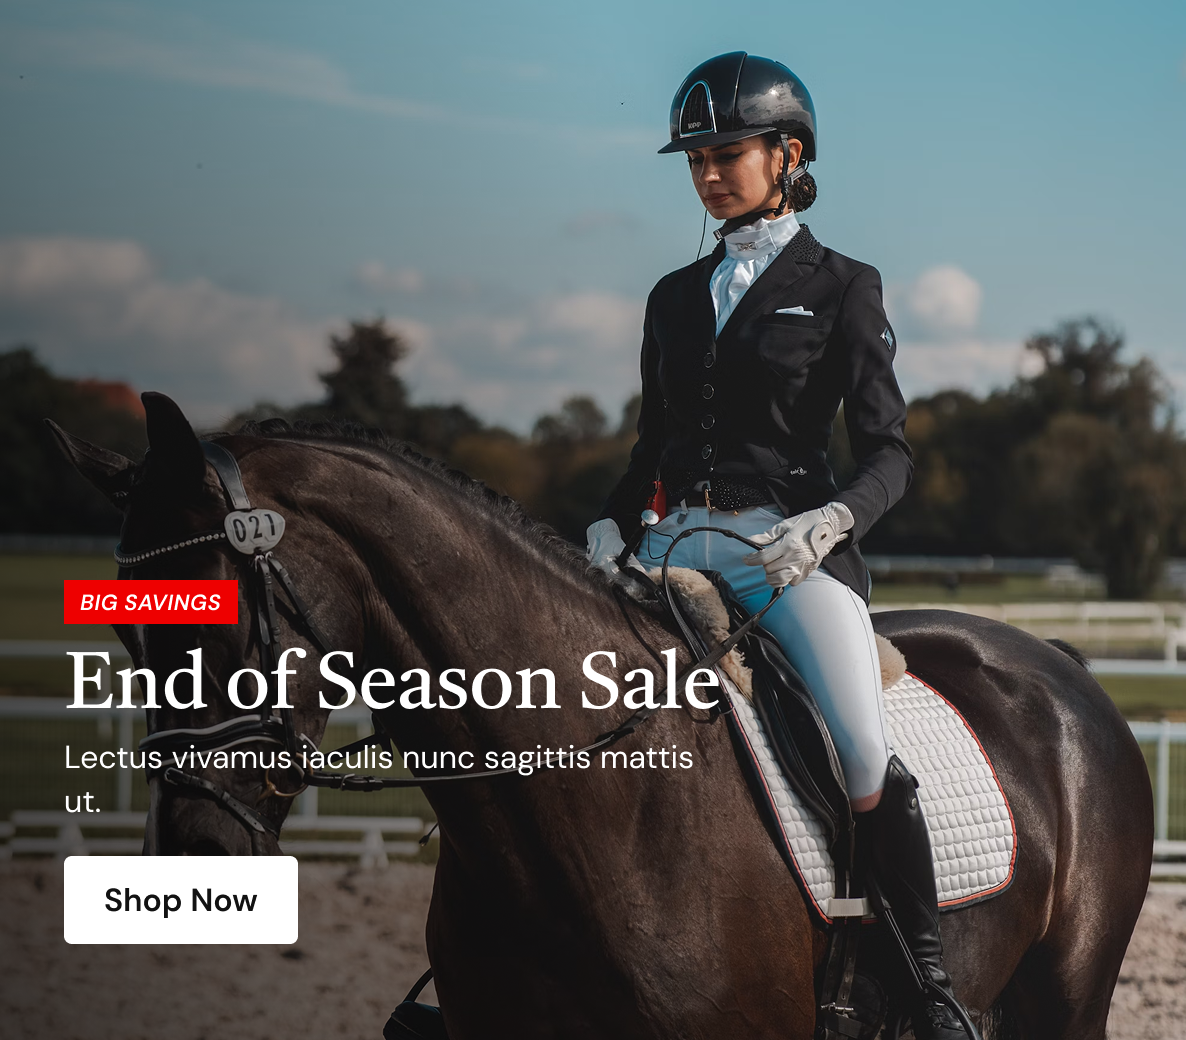 021
BIG SAVINGS
End of Season Sale
Lectus vivamus iaculis nunc sagittis mattis
ut.
Shop Now